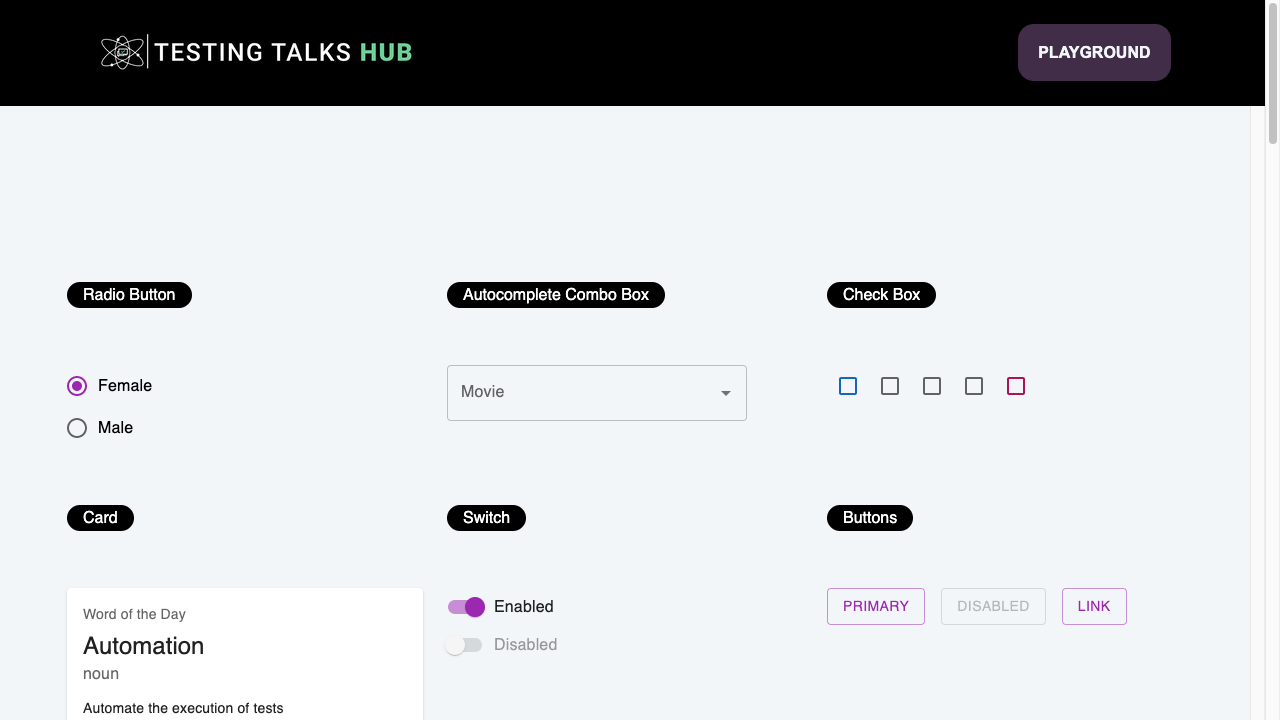 TESTING TALKS HUB
PLAYGROUND
Radio Button
Autocomplete Combo Box
Check Box
Female
Male
Movie
Card
Switch
Buttons
Word of the Day
Automation
noun
Automate the execution of tests
Enabled
Disabled
PRIMARY
DISABLED
LINK